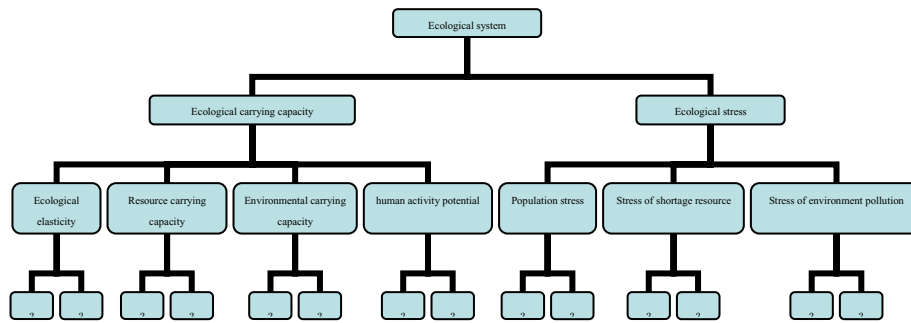 Ecological system
Ecological carrying capacity
Ecological stress
Ecological
elasticity
Resource carrying
capacity
Environmental carrying
capacity
human activity potential
Population stress
Stress of shortage resource
Stress of environment pollution